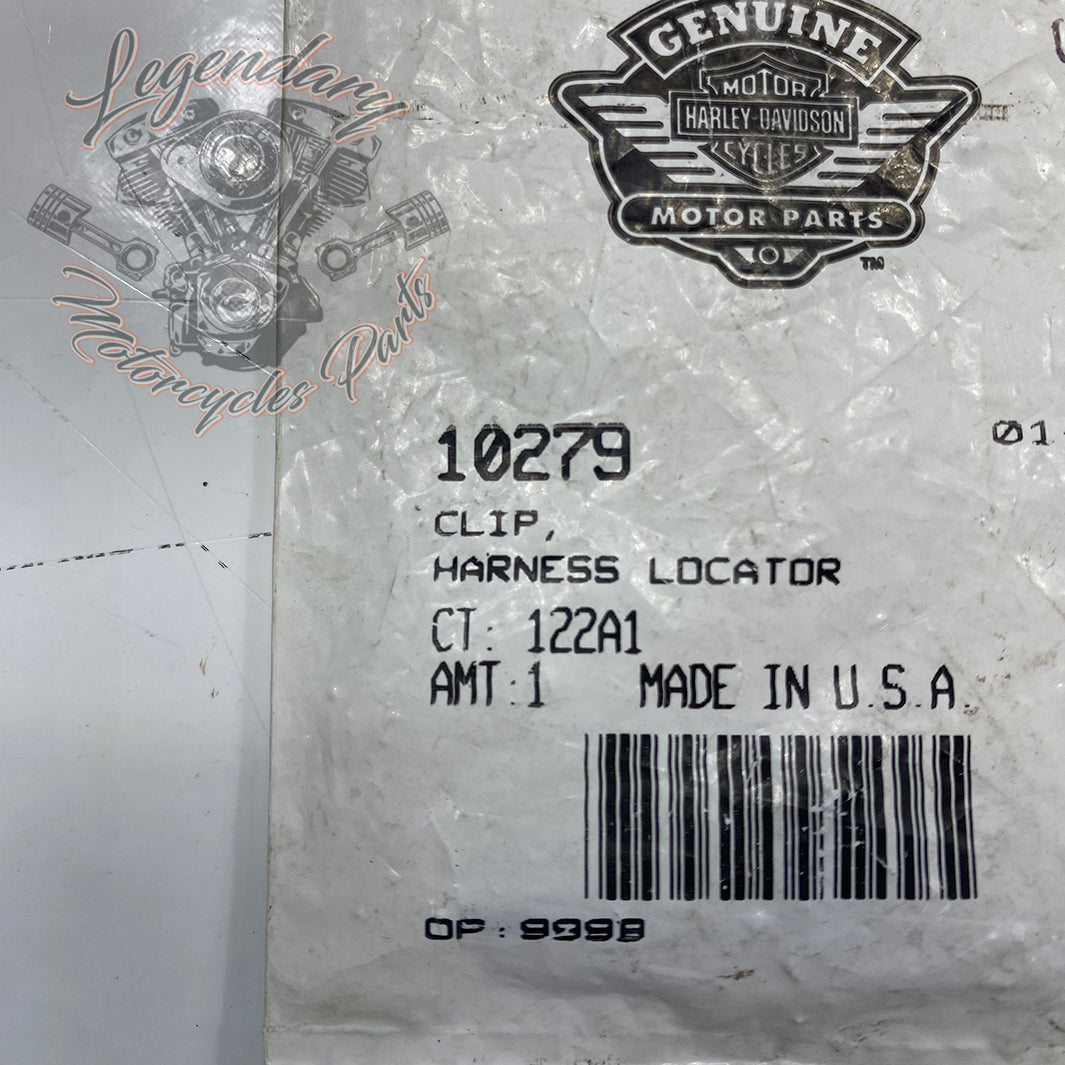 Legendary
Motorcycles Parts
GENUINE
MOTOR
HARLEY-DAVIDSON
CYCLES
MOTOR PARTS
TM
10279
01
CLIP,
HARNESS LOCATOR
CT: 122A1
AMT:1 MADE IN U.S.A.
OP: